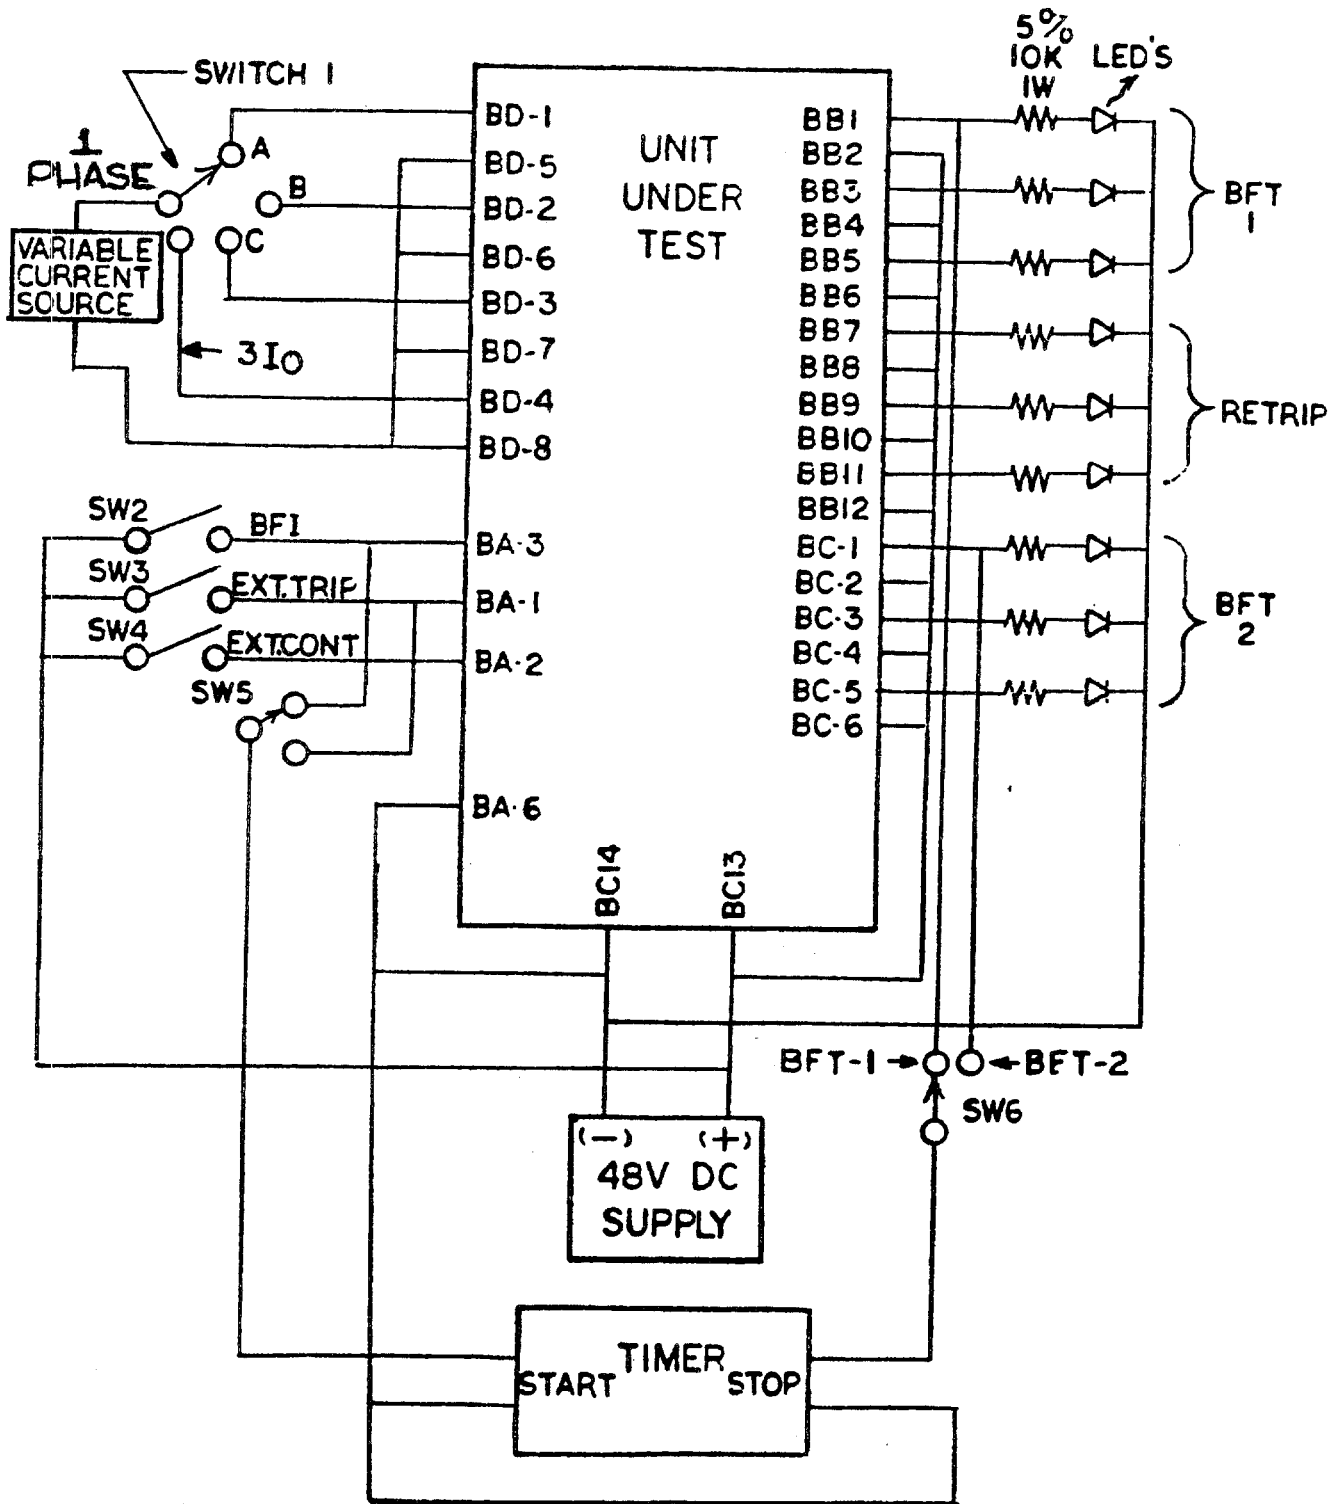 5%
10K
1W
LED'S
SWITCH 1
1
PHASE
A
B
C
VARIABLE
CURRENT
SOURCE
3IO
UNIT
UNDER
TEST
BD-1
BD-5
BD-2
BD-6
BD-3
BD-7
BD-4
BD-8
BB1
BB2
BB3
BB4
BB5
BB6
BB7
BB8
BB9
BB10
BB11
BB12
BC-1
BC-2
BC-3
BC-4
BC-5
BC-6
BFT
1
RETRIP
BFT
2
SW2
BFI
BA-3
SW3
EXT.TRIP
BA-1
SW4
EXT.CONT
BA-2
SW5
BA-6
BC14
BC13
BFT-1
BFT-2
SW6
(-) (+)
48V DC
SUPPLY
TIMER
START
STOP